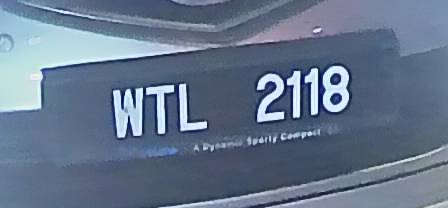 WTL 2118
A Dynamic Sporty Compact